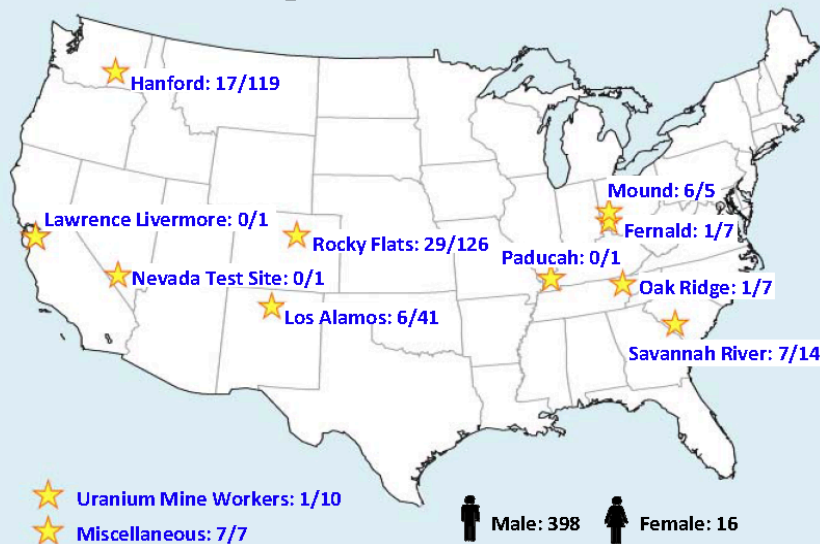 Hanford: 17/119
Mound: 6/5
Lawrence Livermore: 0/1
Fernald: 1/7
Rocky Flats: 29/126
Paducah: 0/1
Nevada Test Site: 0/1
Oak Ridge: 1/7
Los Alamos: 6/41
Savannah River: 7/14
Uranium Mine Workers: 1/10
Miscellaneous: 7/7
Male: 398
Female: 16